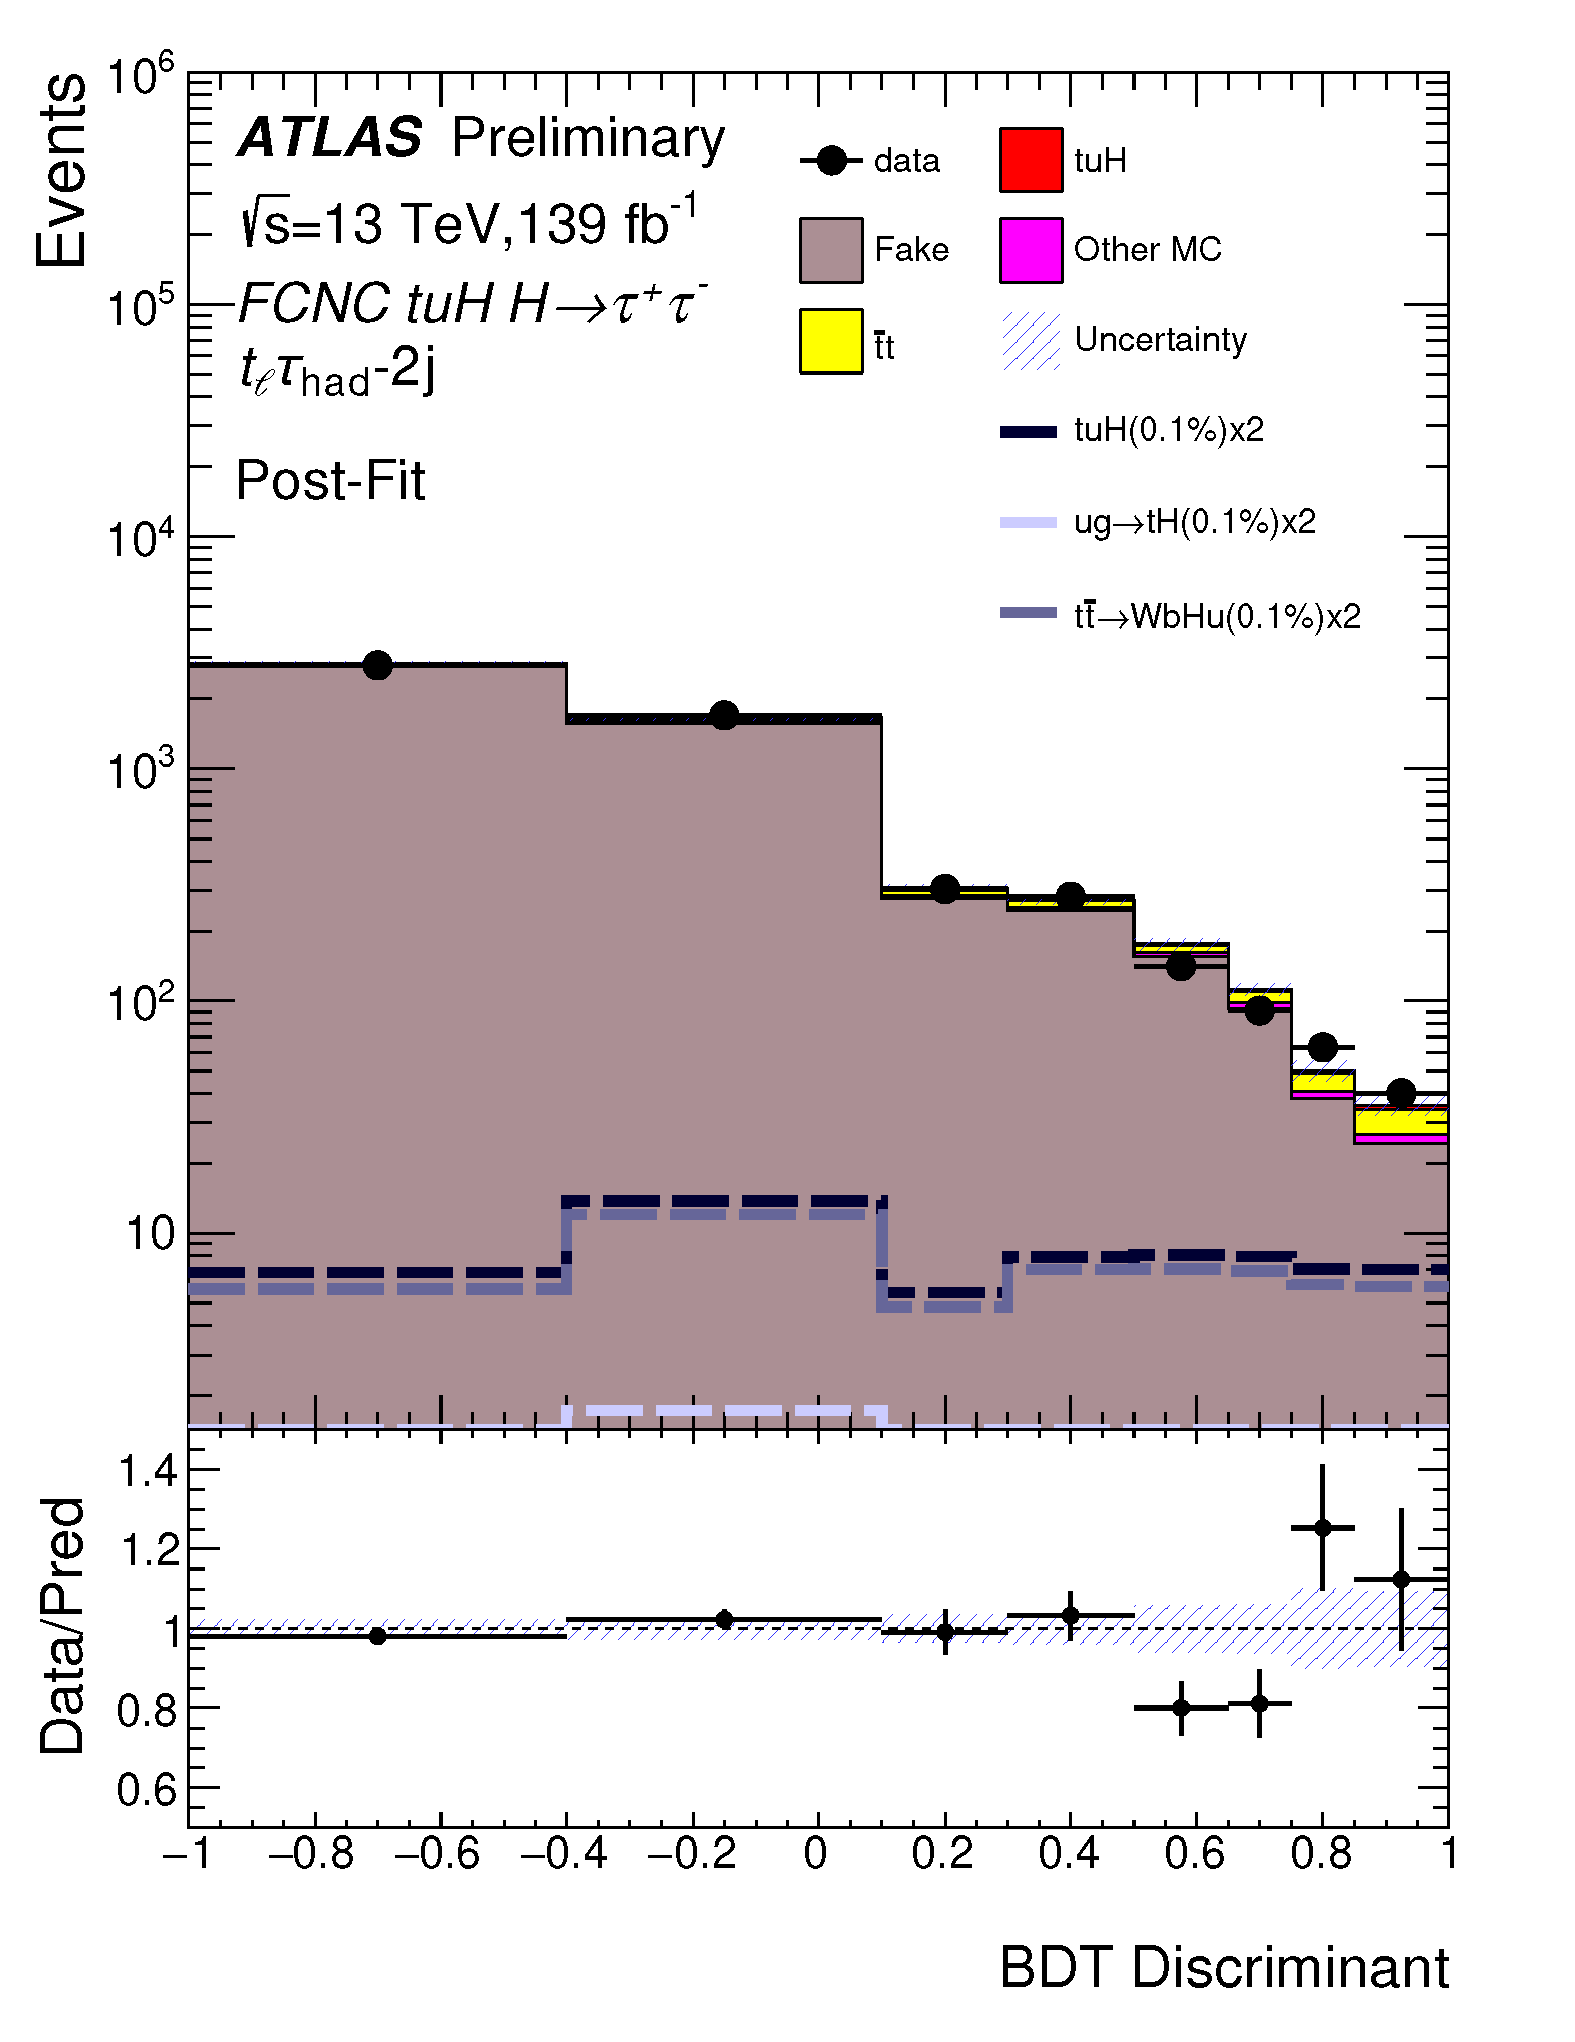 Events
10⁶
10⁵
10⁴
10³
10²
10
ATLAS Preliminary
√s=13 TeV,139 fb⁻¹
FCNC tuH H→τ⁺τ⁻
tℓτhad-2j
Post-Fit
data
tuH
Fake
Other MC
t̄t
Uncertainty
tuH(0.1%)x2
ug→tH(0.1%)x2
tt̄→WbHu(0.1%)x2
Data/Pred
1.4
1.2
1
0.8
0.6
−1 −0.8 −0.6 −0.4 −0.2 0 0.2 0.4 0.6 0.8 1
BDT Discriminant